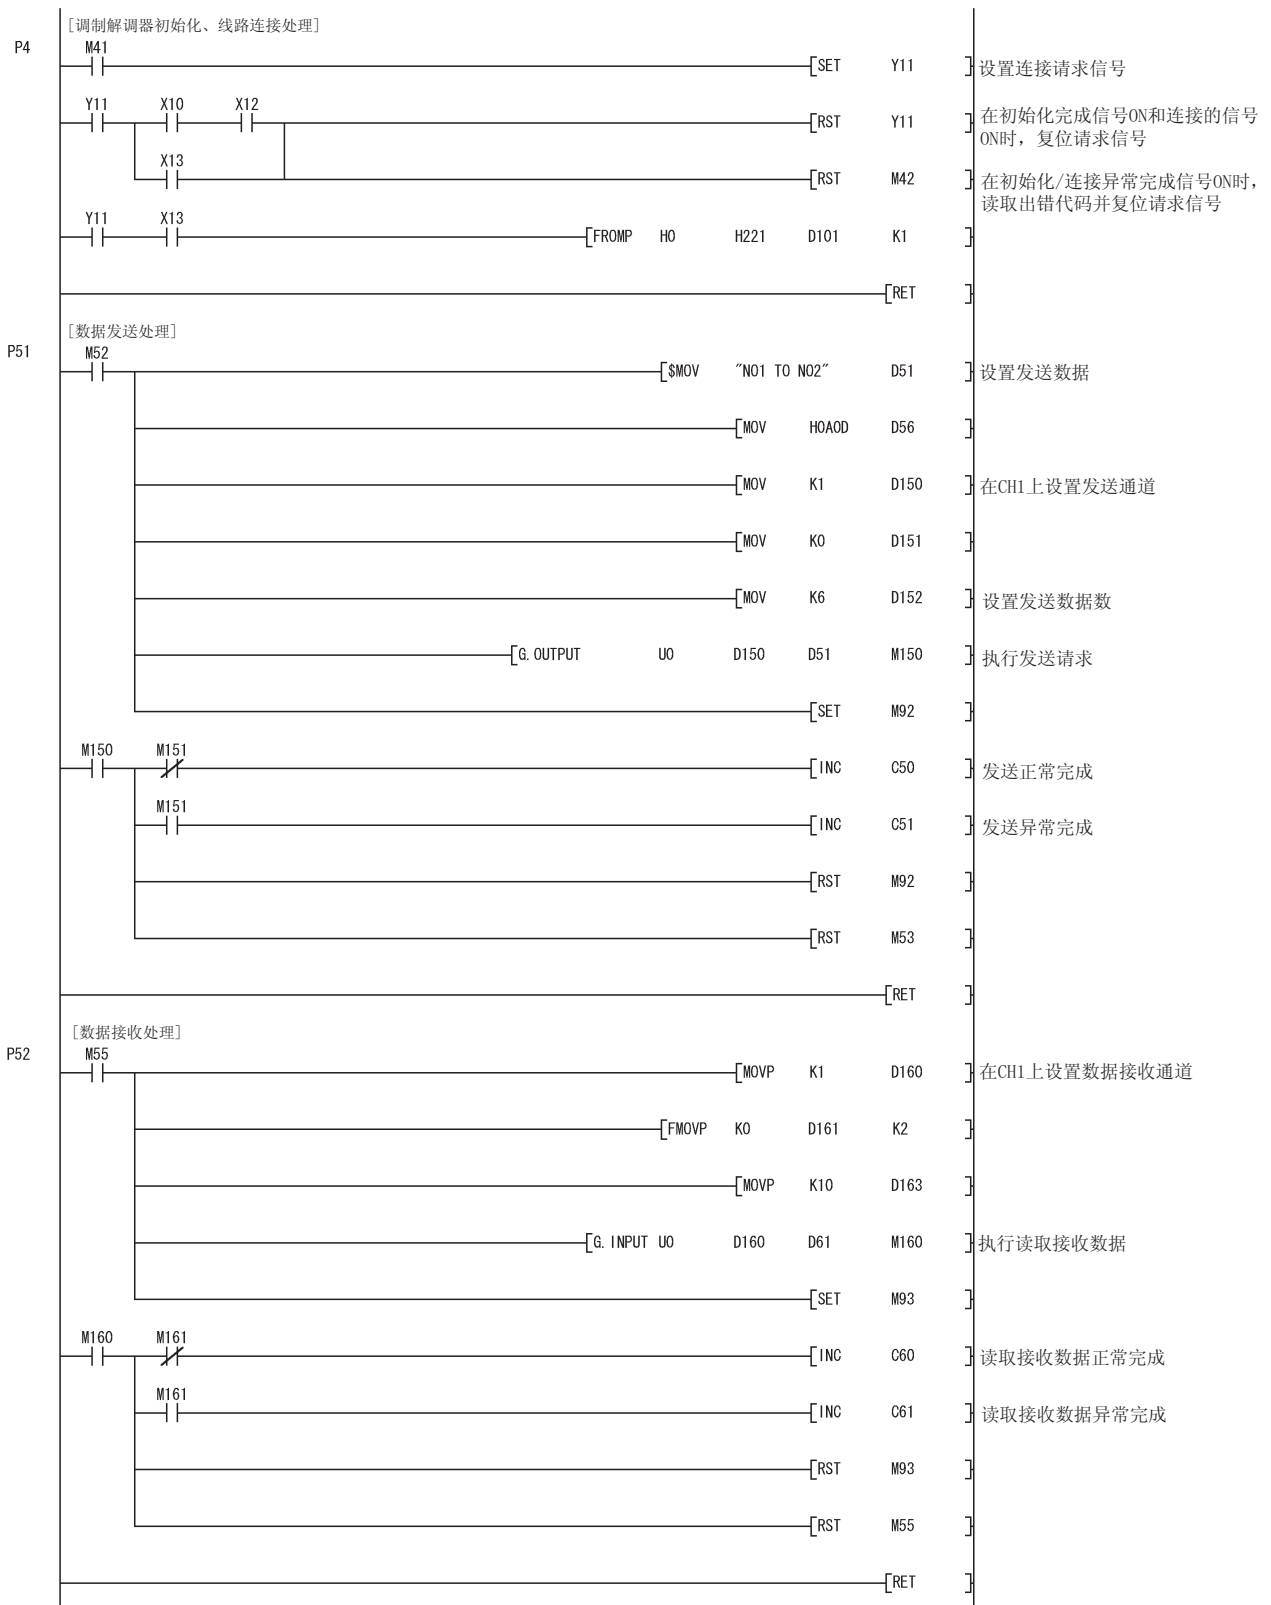 [调制解调器初始化、线路连接处理]
P4
M41
SET Y11 设置连接请求信号
Y11 X10 X12
RST Y11 在初始化完成信号ON和连接的信号
ON时，复位请求信号
X13
RST M42 在初始化/连接异常完成信号ON时，
读取出错代码并复位请求信号
Y11 X13
FROMP H0 H221 D101 K1
RET
[数据发送处理]
P51
M52
$MOV "NO1 TO NO2" D51 设置发送数据
MOV H0A0D D56
MOV K1 D150 在CH1上设置发送通道
MOV K0 D151
MOV K6 D152 设置发送数据数
G.OUTPUT U0 D150 D51 M150 执行发送请求
SET M92
M150 M151
INC C50 发送正常完成
M151
INC C51 发送异常完成
RST M92
RST M53
RET
[数据接收处理]
P52
M55
MOVP K1 D160 在CH1上设置数据接收通道
FMOVP K0 D161 K2
MOVP K10 D163
G.INPUT U0 D160 D61 M160 执行读取接收数据
SET M93
M160 M161
INC C60 读取接收数据正常完成
M161
INC C61 读取接收数据异常完成
RST M93
RST M55
RET